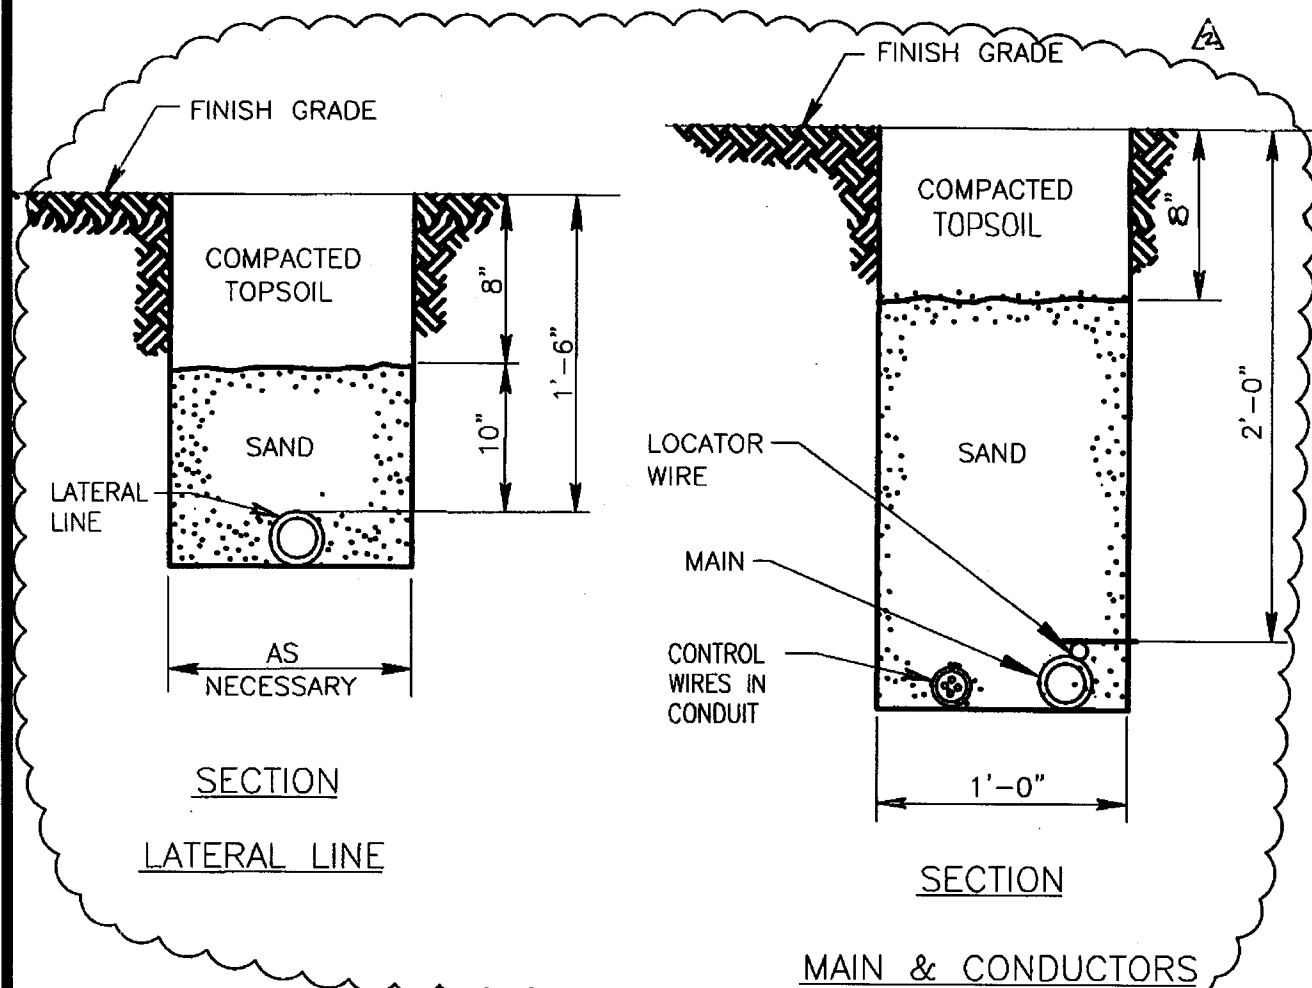 2
FINISH GRADE
COMPACTED
TOPSOIL
8"
1'-6"
10"
SAND
LATERAL
LINE
AS
NECESSARY
SECTION
LATERAL LINE
FINISH GRADE
COMPACTED
TOPSOIL
8"
2'-0"
LOCATOR
WIRE
SAND
MAIN
CONTROL
WIRES IN
CONDUIT
1'-0"
SECTION
MAIN & CONDUCTORS